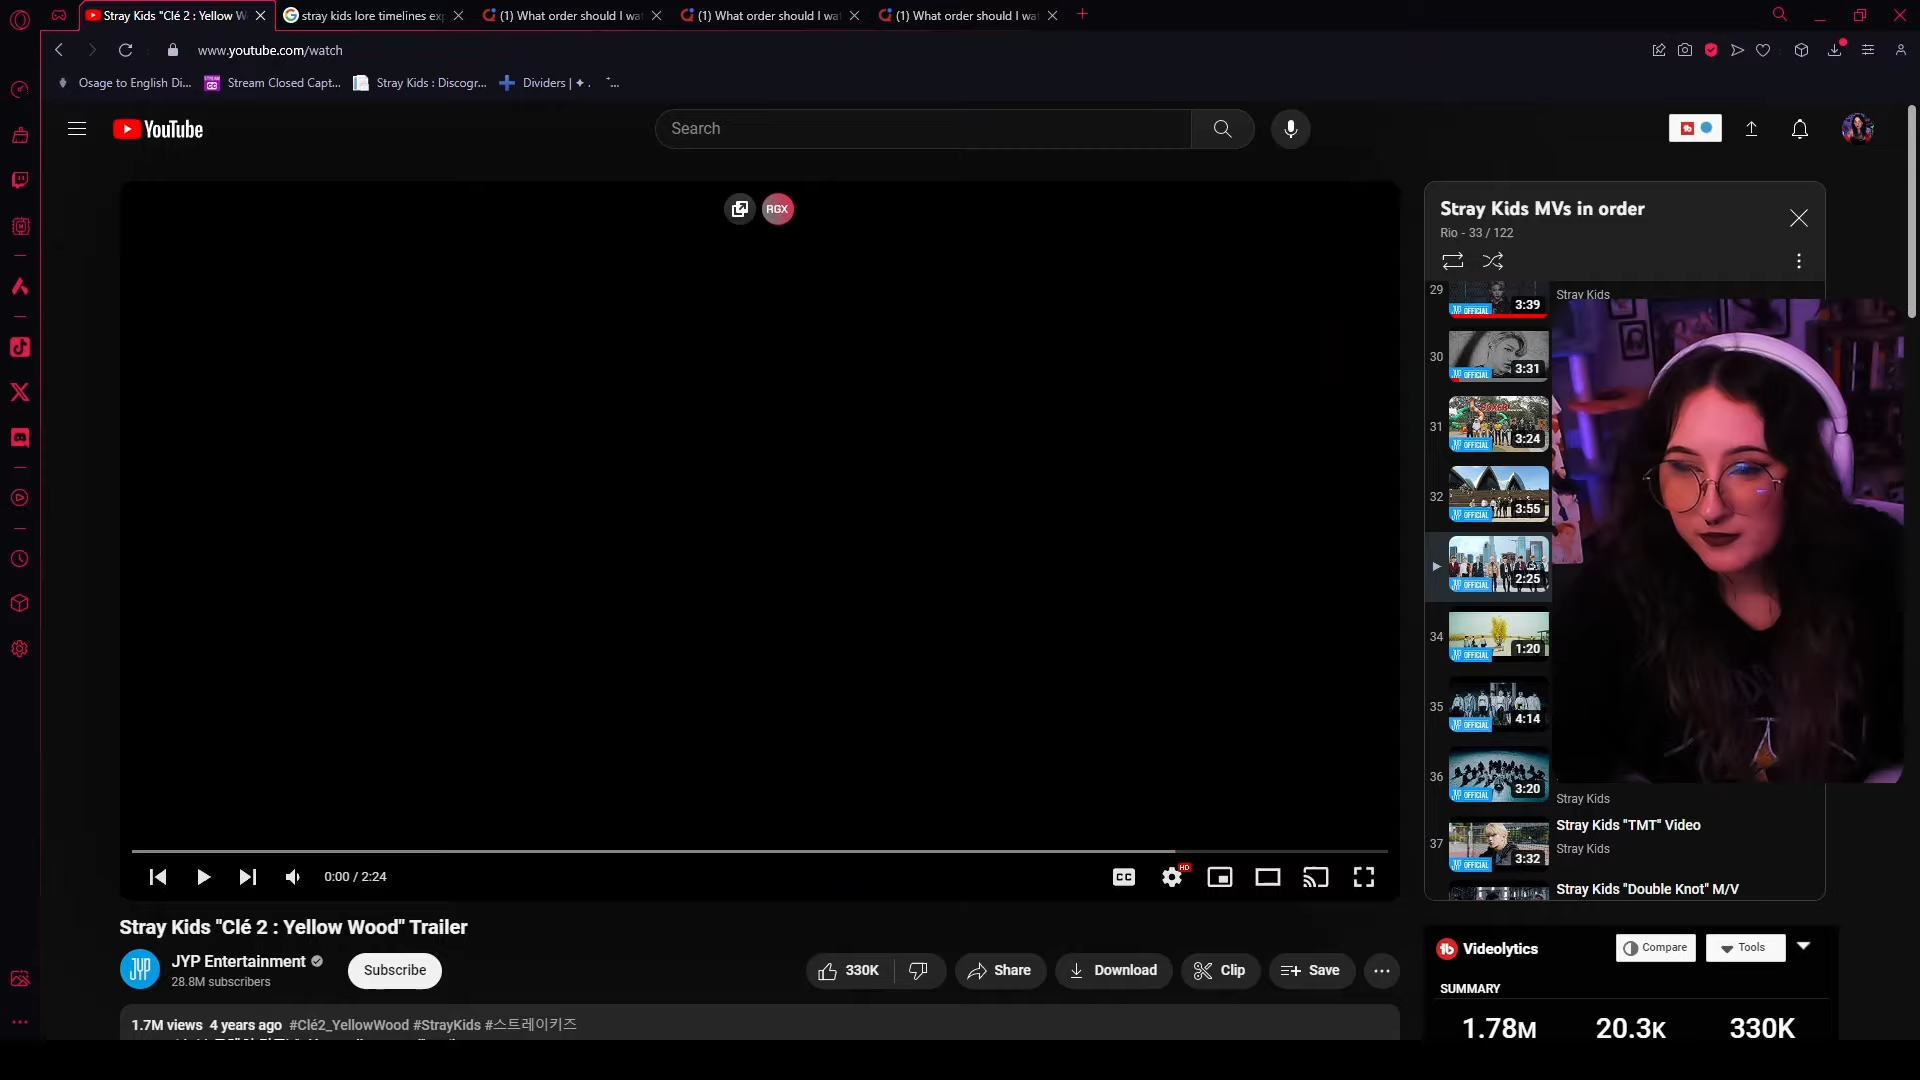 Stray Kids "Clé 2 : Yellow W
stray kids lore timelines exp
(1) What order should I wa
(1) What order should I wa
(1) What order should I wa
www.youtube.com/watch
Osage to English Di...
Stream Closed Capt...
Stray Kids : Discogr...
Dividers | ✦ .
YouTube
Search
RGX
Stray Kids MVs in order
Rio - 33 / 122
29
3:39
Stray Kids
30
3:31
31
3:24
32
3:55
2:25
34
1:20
35
4:14
36
3:20
Stray Kids
37
3:32
Stray Kids "TMT" Video
Stray Kids
Stray Kids "Double Knot" M/V
0:00 / 2:24
CC
HD
Stray Kids "Clé 2 : Yellow Wood" Trailer
JYP
JYP Entertainment
28.8M subscribers
Subscribe
330K
Share
Download
Clip
Save
1.7M views 4 years ago #Clé2_YellowWood #StrayKids #스트레이키즈
Videolytics
Compare
Tools
SUMMARY
1.78M
20.3K
330K